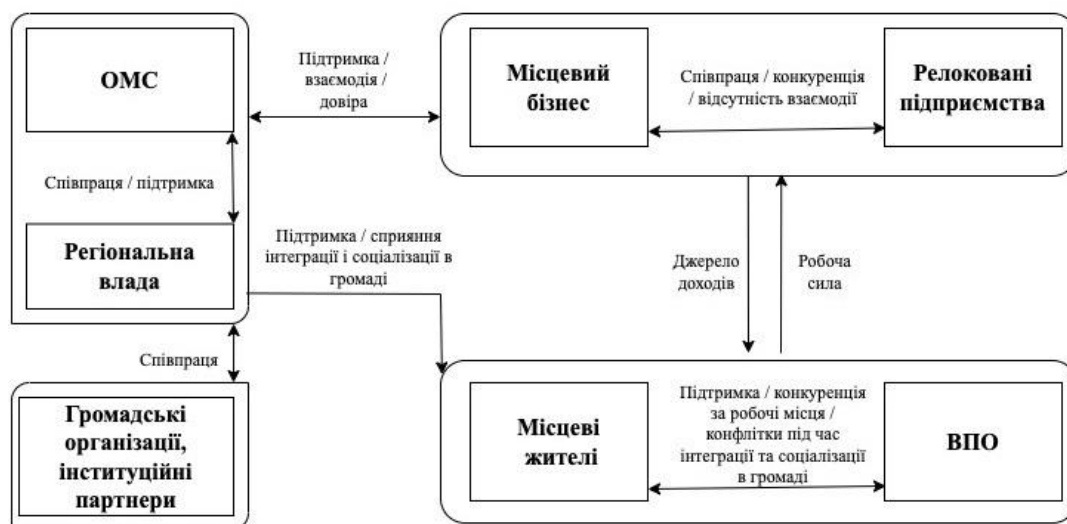 ОМС
Співпраця / підтримка
Регіональна
влада
Співпраця
Громадські
організації,
інституційні
партнери
Підтримка /
взаємодія /
довіра
Підтримка / сприяння
інтеграції і соціалізації в
громаді
Місцевий
бізнес
Співпраця / конкуренція
/ відсутність взаємодії
Релоковані
підприємства
Джерело
доходів
Робоча
сила
Місцеві
жителі
Підтримка / конкуренція
за робочі місця /
конфлітки під час
інтеграції та соціалізації
в громаді
ВПО